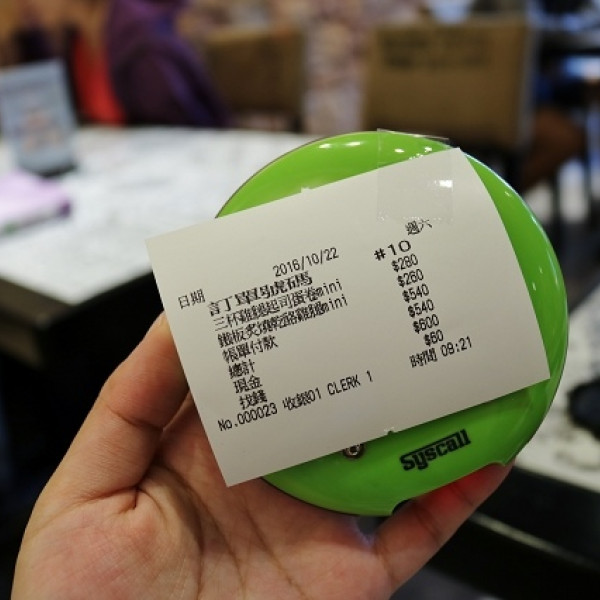 日期 2016/10/22 週六
訂單號碼 #10
三杯雞腿起司蛋卷mini $280
鐵板炙燒乾酪雞腿mini $260
帳單付款 $540
總計 $540
現金 $600
找錢 $60
No.000023 收銀01 CLERK 1 時間 09:21
Syscall